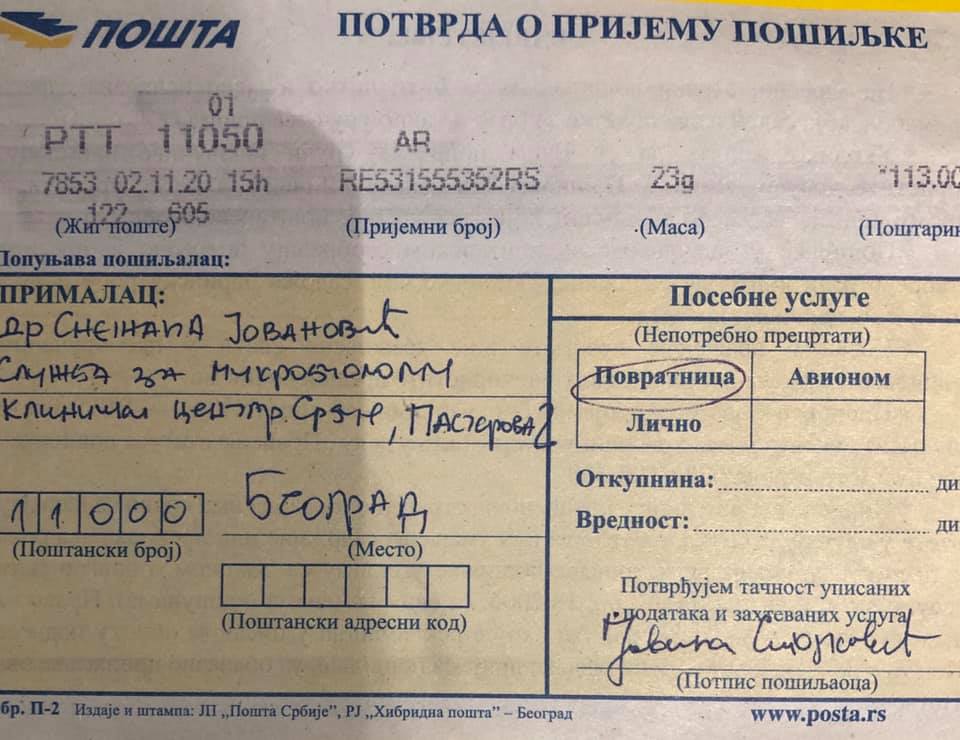 ПОШТА
ПОТВРДА О ПРИЈЕМУ ПОШИЉКЕ
01
PTT 11050 AR
7853 02.11.20 15h RE531555352RS 23g *113.00
122 605
(Жиг поште) (Пријемни број) (Маса) (Поштарин
Попуњава пошиљалац:
ПРИМАЛАЦ:
Др Снежана Јовановић
Служба за микробиологију
Клинички центар Србије, Пастерова 2
11000 Београд
(Поштански број) (Место)
(Поштански адресни код)
Посебне услуге
(Непотребно прецртати)
Повратница Авионом
Лично
Откупнина: ди
Вредност: ди
Потврђујем тачност уписаних
података и захтеваних услуга
(Потпис пошиљаоца)
бр. П-2 Издаје и штампа: ЈП „Пошта Србије”, РЈ „Хибридна пошта” – Београд
www.posta.rs